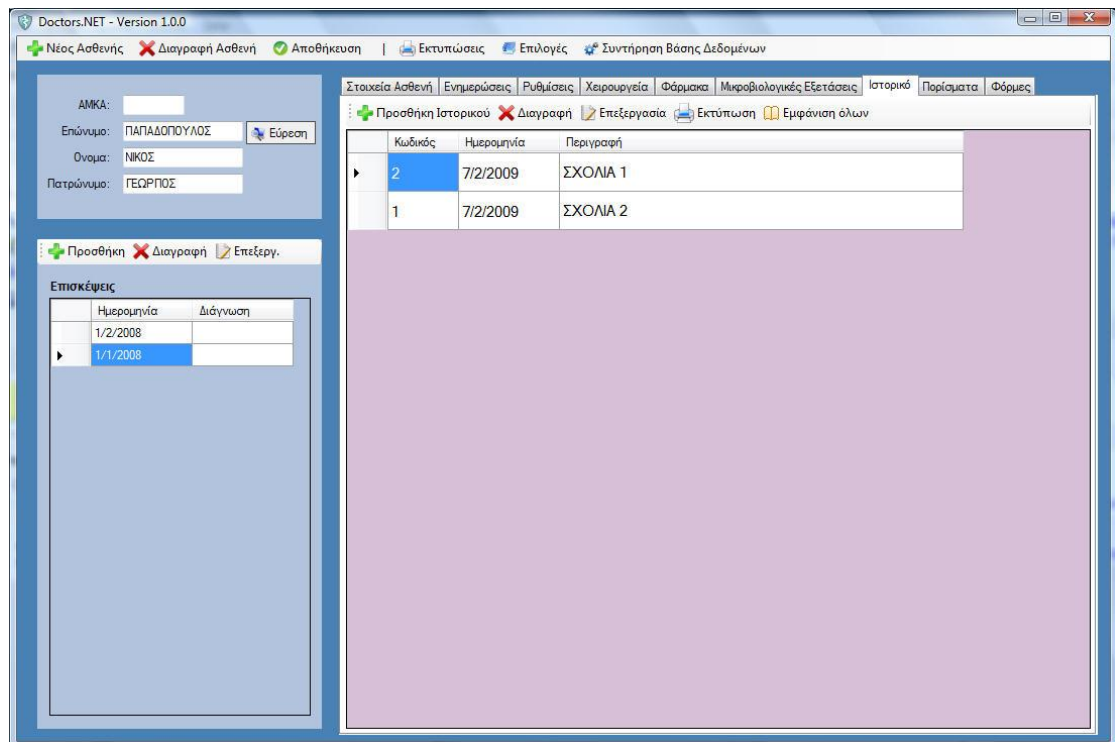 Doctors.NET - Version 1.0.0
Νέος Ασθενής Διαγραφή Ασθενή Αποθήκευση | Εκτυπώσεις Επιλογές Συντήρηση Βάσης Δεδομένων
ΑΜΚΑ:
Επώνυμο: ΠΑΠΑΔΟΠΟΥΛΟΣ Εύρεση
Ονομα: ΝΙΚΟΣ
Πατρώνυμο: ΓΕΩΡΓΙΟΣ
Προσθήκη Διαγραφή Επεξεργ.
Επισκέψεις
Ημερομηνία Διάγνωση
1/2/2008
1/1/2008
Στοιχεία Ασθενή Ενημερώσεις Ρυθμίσεις Χειρουργεία Φάρμακα Μικροβιολογικές Εξετάσεις Ιστορικό Πορίσματα Φόρμες
Προσθήκη Ιστορικού Διαγραφή Επεξεργασία Εκτύπωση Εμφάνιση όλων
Κωδικός Ημερομηνία Περιγραφή
2 7/2/2009 ΣΧΟΛΙΑ 1
1 7/2/2009 ΣΧΟΛΙΑ 2